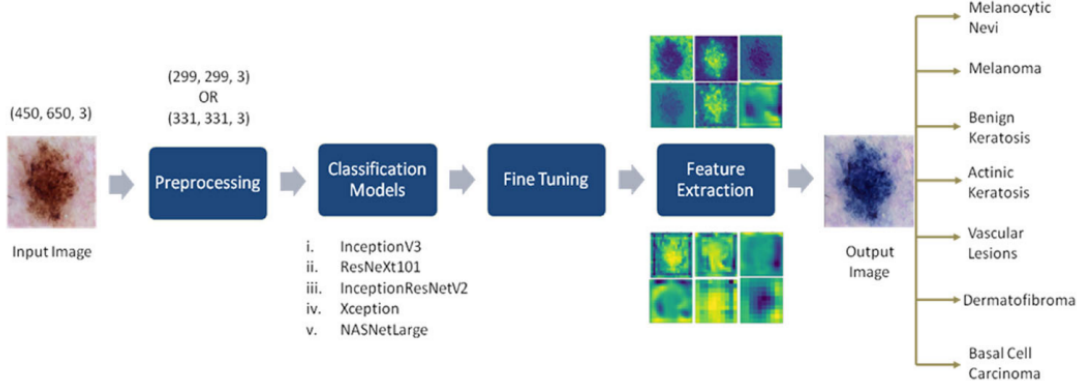 (450, 650, 3)
Input Image
(299, 299, 3)
OR
(331, 331, 3)
Preprocessing
Classification
Models
i. InceptionV3
ii. ResNeXt101
iii. InceptionResNetV2
iv. Xception
v. NASNetLarge
Fine Tuning
Feature
Extraction
Output
Image
Melanocytic
Nevi
Melanoma
Benign
Keratosis
Actinic
Keratosis
Vascular
Lesions
Dermatofibroma
Basal Cell
Carcinoma